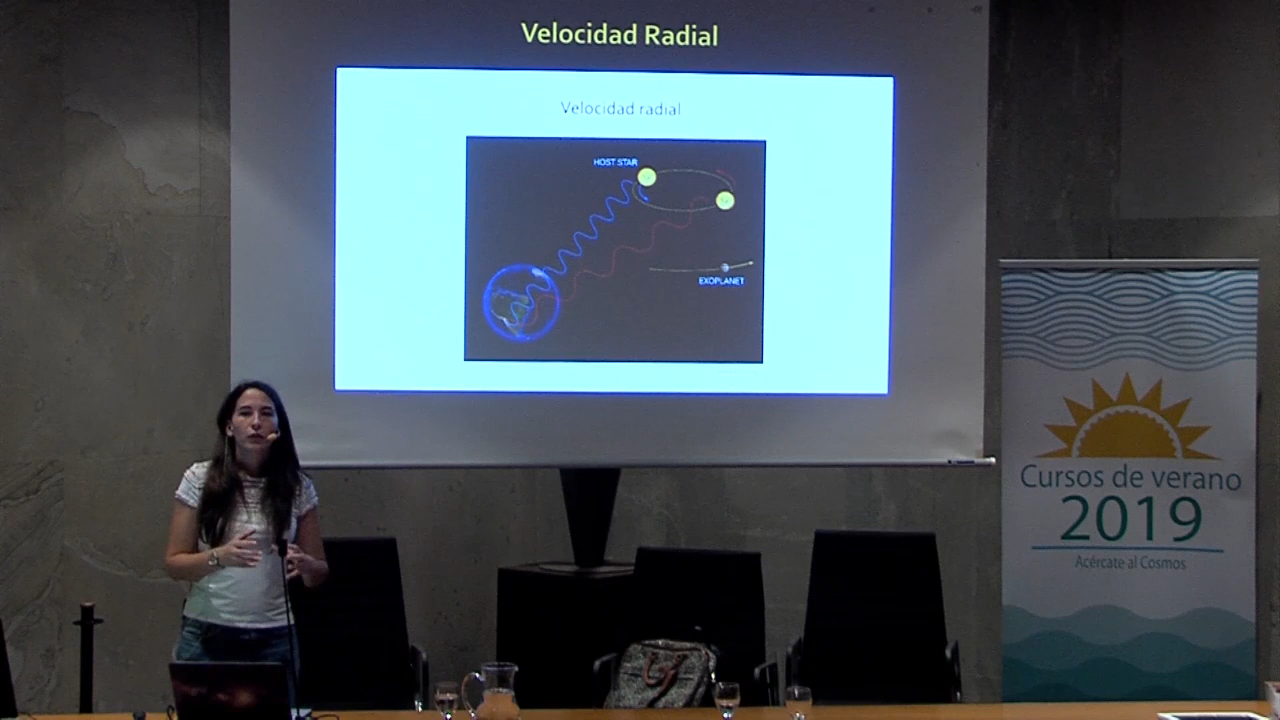 Velocidad Radial
Velocidad radial
HOST STAR
EXOPLANET
Cursos de verano
2019
Acércate al Cosmos